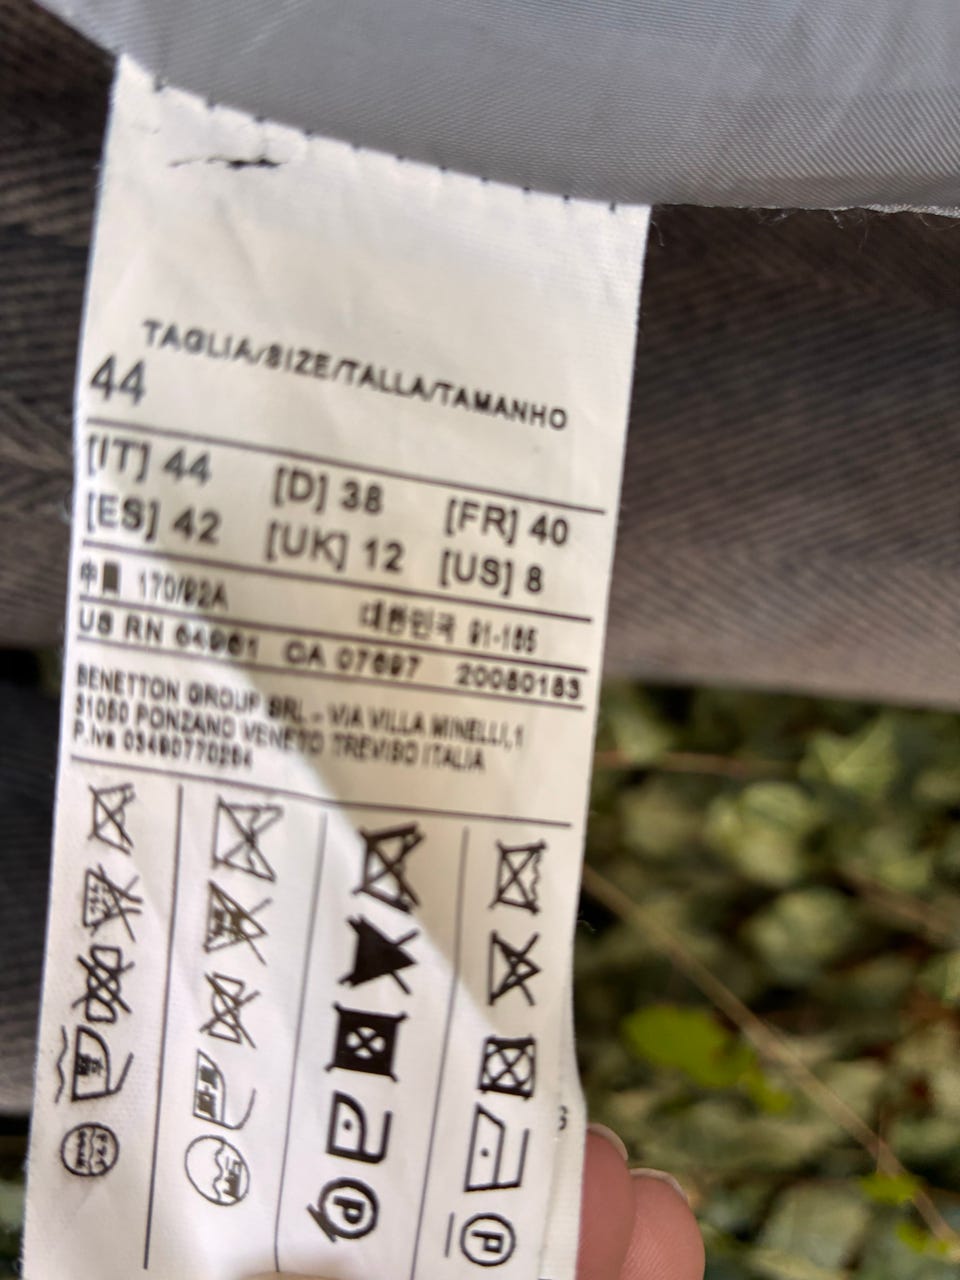 TAGLIA/SIZE/TALLA/TAMANHO
44
[IT] 44 [D] 38 [FR] 40
[ES] 42 [UK] 12 [US] 8
中国 170/92A 대한민국 91-165
US RN 64961 CA 07697 20080183
BENETTON GROUP SRL - VIA VILLA MINELLI,1
31050 PONZANO VENETO TREVISO ITALIA
P.Iva 03490770264
P
P